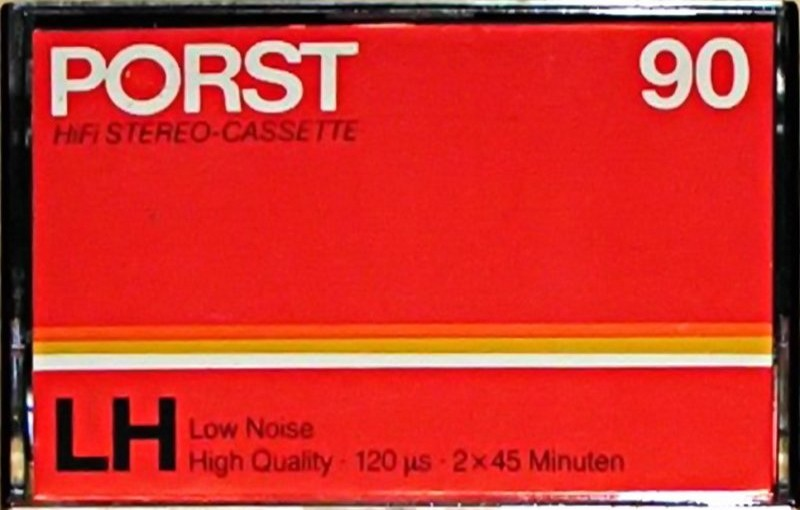 PORST 90
HiFi STEREO-CASSETTE
LH Low Noise
High Quality · 120 µs · 2×45 Minuten